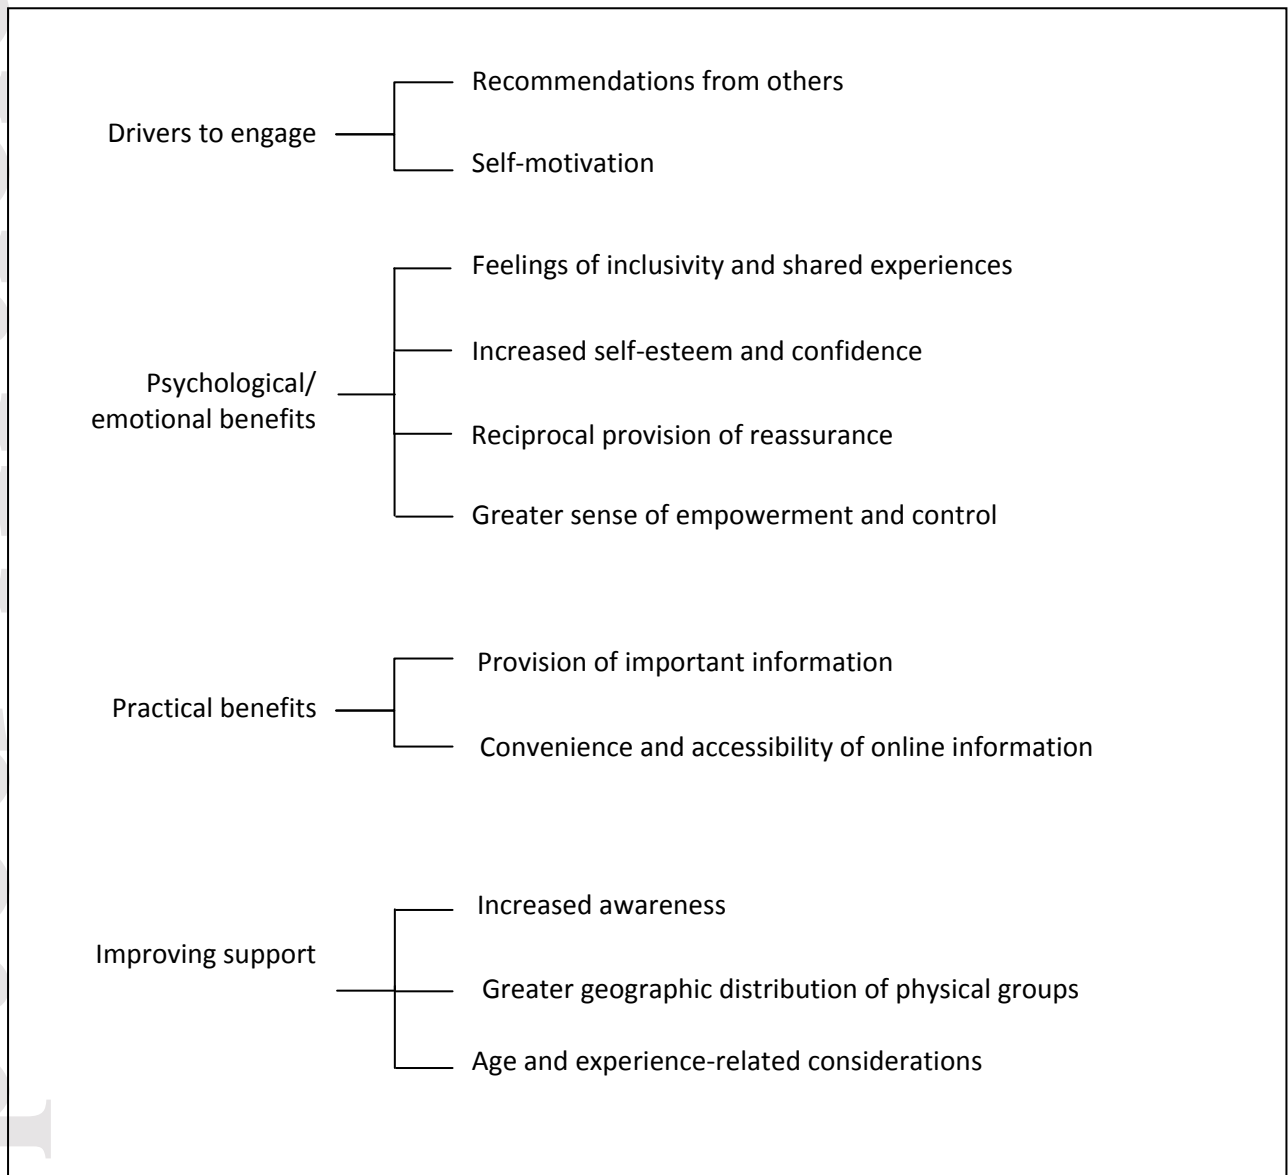 Recommendations from others
Drivers to engage
Self-motivation
Feelings of inclusivity and shared experiences
Increased self-esteem and confidence
Psychological/
emotional benefits
Reciprocal provision of reassurance
Greater sense of empowerment and control
Provision of important information
Practical benefits
Convenience and accessibility of online information
Increased awareness
Improving support
Greater geographic distribution of physical groups
Age and experience-related considerations